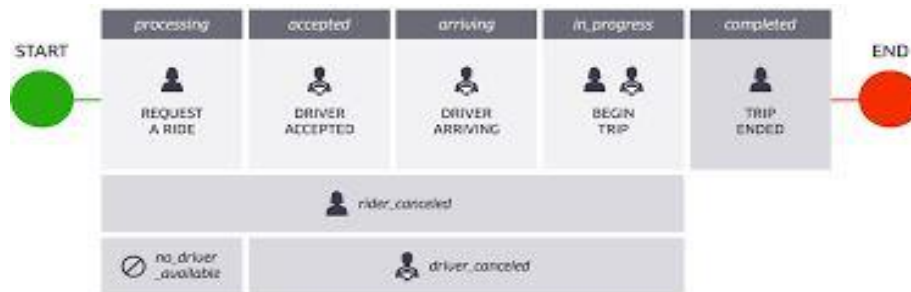 processing
accepted
arriving
in_progress
completed
START
END
REQUEST
A RIDE
DRIVER
ACCEPTED
DRIVER
ARRIVING
BEGIN
TRIP
TRIP
ENDED
rider_canceled
no_driver
_available
driver_canceled